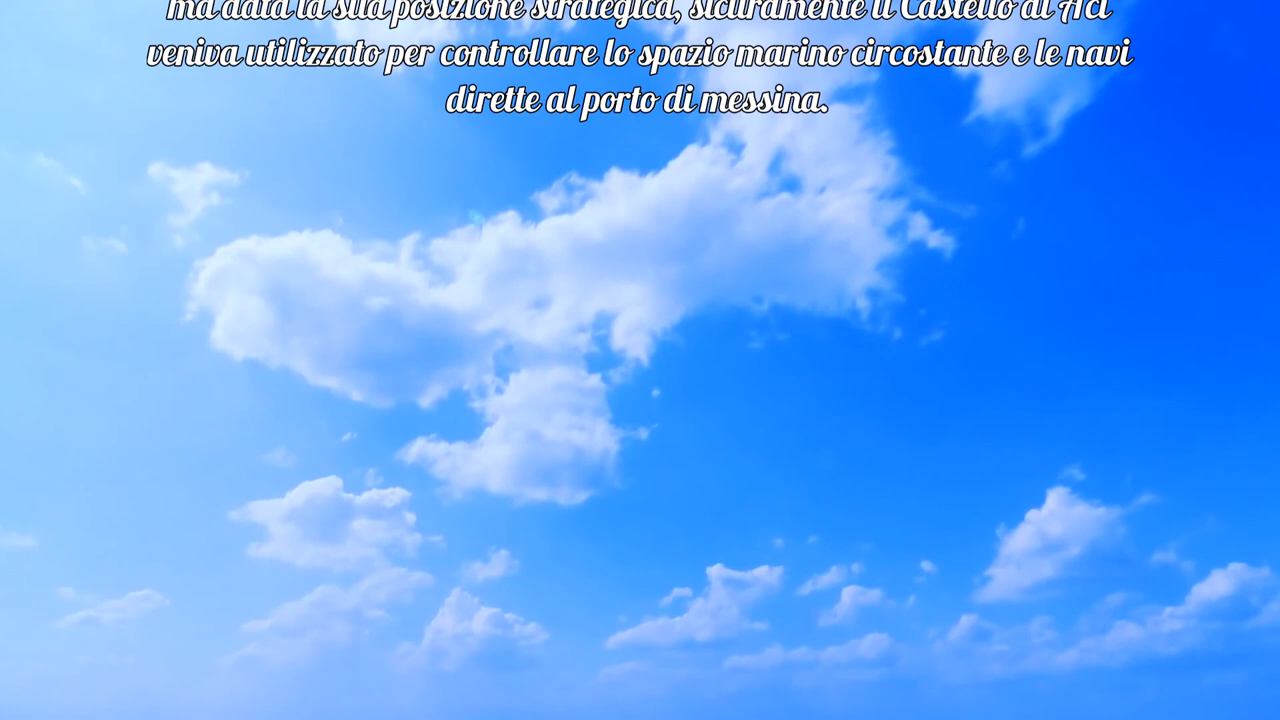 ma data la sua posizione strategica, sicuramente il Castello di Aci
veniva utilizzato per controllare lo spazio marino circostante e le navi
dirette al porto di messina.